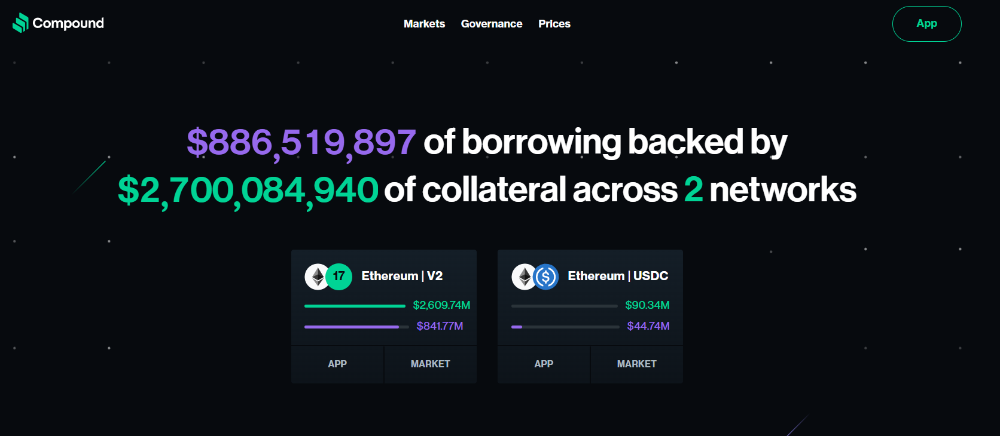 Compound
Markets Governance Prices
App
$886,519,897 of borrowing backed by
$2,700,084,940 of collateral across 2 networks
17 Ethereum | V2
$2,609.74M
$841.77M
APP MARKET
Ethereum | USDC
$90.34M
$44.74M
APP MARKET